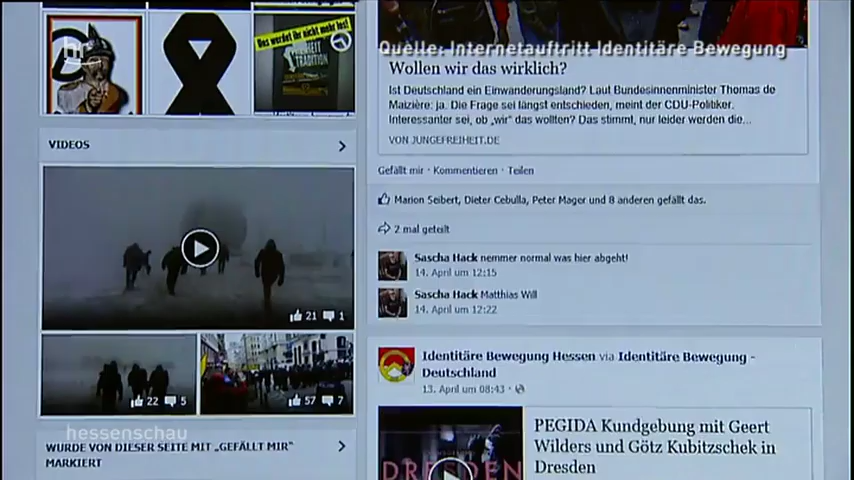 hr
Das werdet ihr nicht mehr los!
TRADITION
VIDEOS
21 1
22 5
57 7
hessenschau
WURDE VON DIESER SEITE MIT „GEFÄLLT MIR"
MARKIERT
Quelle: Internetauftritt Identitäre Bewegung
Wollen wir das wirklich?
Ist Deutschland ein Einwanderungsland? Laut Bundesinnenminister Thomas de
Maizière: ja. Die Frage sei längst entschieden, meint der CDU-Politiker.
Interessanter sei, ob „wir" das wollten? Das stimmt, nur leider werden die...
VON JUNGEFREIHEIT.DE
Gefällt mir · Kommentieren · Teilen
Marion Seibert, Dieter Cebulla, Peter Mager und 8 anderen gefällt das.
2 mal geteilt
Sascha Hack nemmer normal was hier abgeht!
14. April um 12:15
Sascha Hack Matthias Will
14. April um 12:22
Identitäre Bewegung Hessen via Identitäre Bewegung -
Deutschland
13. April um 08:43 ·
PEGIDA Kundgebung mit Geert
Wilders und Götz Kubitzschek in
Dresden
DRESDEN